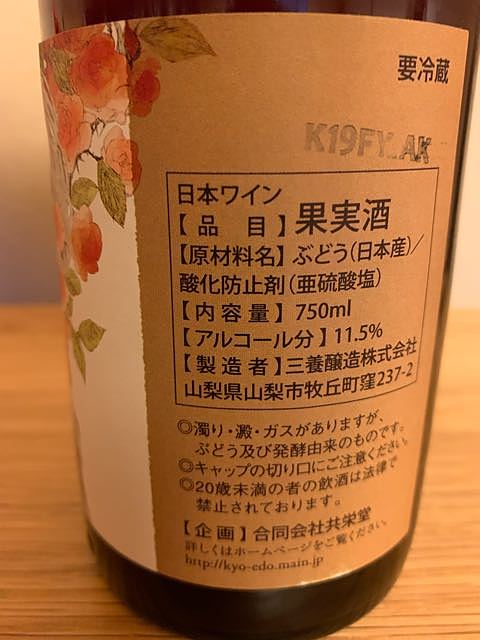 要冷蔵
K19FY_AK
日本ワイン
【品　目】果実酒
【原材料名】ぶどう（日本産）／
酸化防止剤（亜硫酸塩）
【内容量】750ml
【アルコール分】11.5%
【製造者】三養醸造株式会社
山梨県山梨市牧丘町窪237-2
◎濁り・澱・ガスがありますが、
ぶどう及び発酵由来のものです。
◎キャップの切り口にご注意ください。
◎20歳未満の者の飲酒は法律で
禁止されております。
【企画】合同会社共栄堂
詳しくはホームページをご覧ください。
http://kyo-edo.main.jp